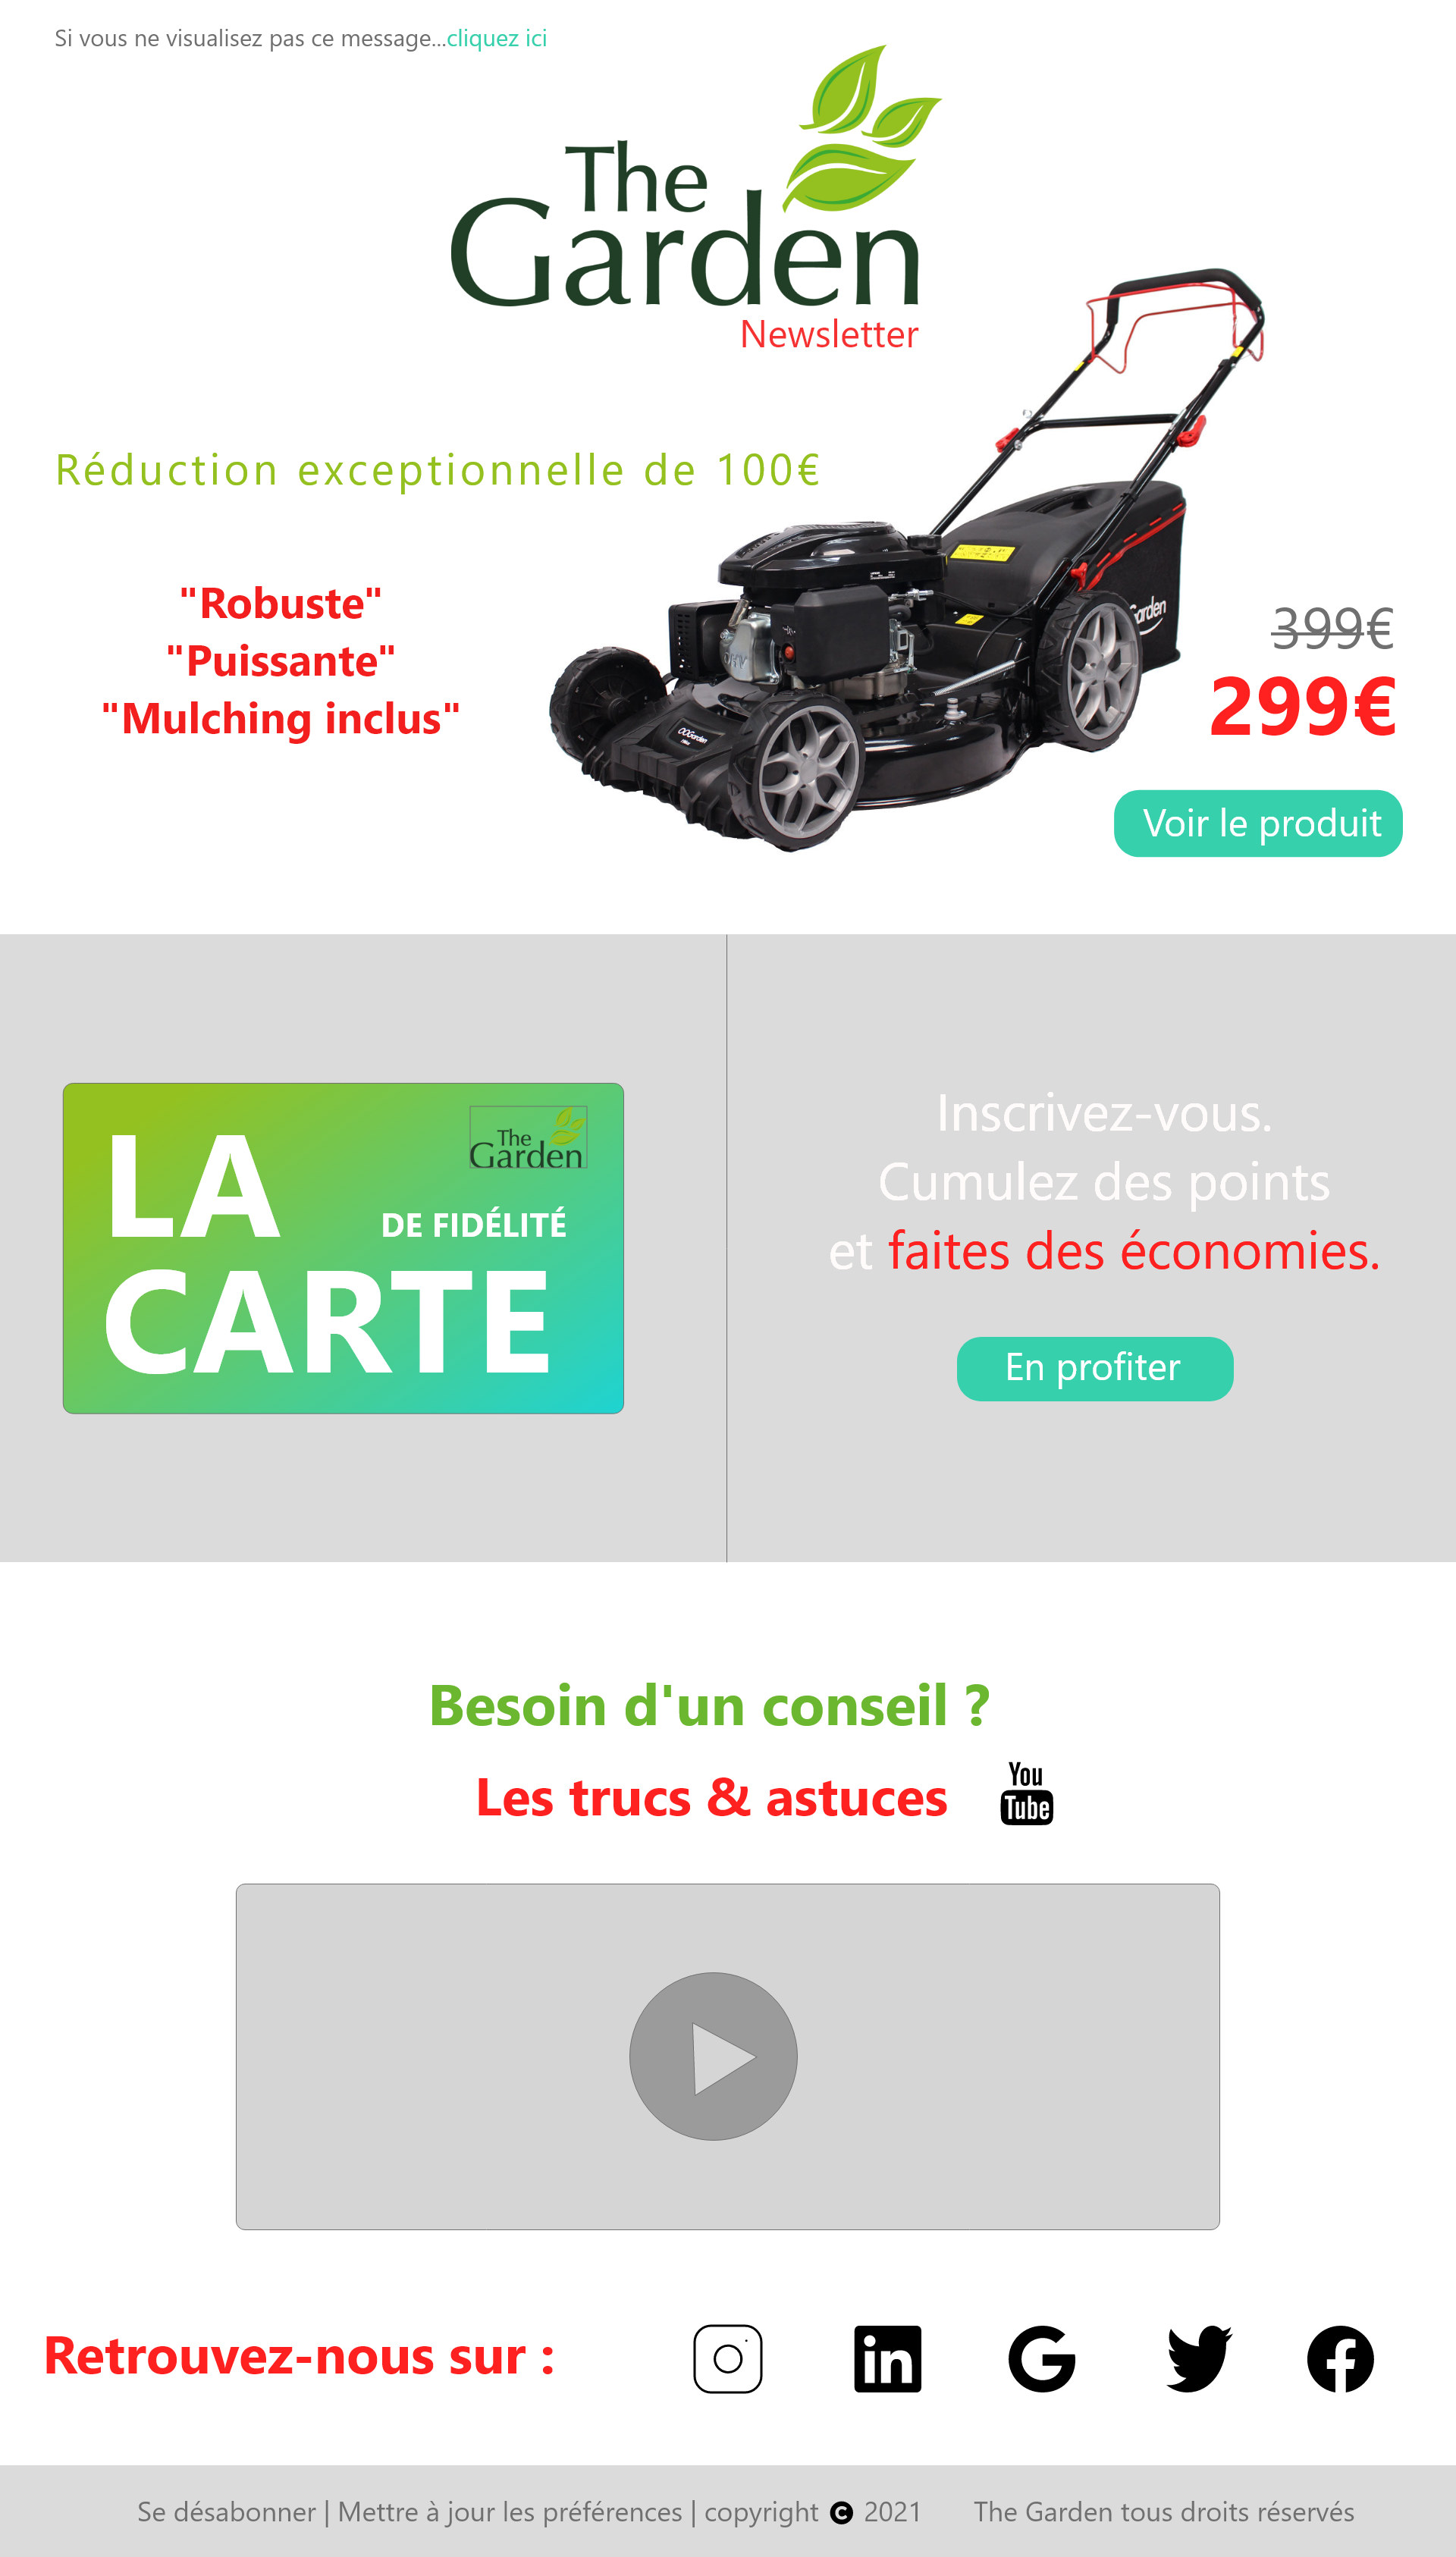 Si vous ne visualisez pas ce message...cliquez ici
The
Garden
Newsletter
Réduction exceptionnelle de 100€
"Robuste"
"Puissante"
"Mulching inclus"
OOGarden
arden
399€
299€
Voir le produit
LA
CARTE
The
Garden
DE FIDÉLITÉ
Inscrivez-vous.
Cumulez des points
et faites des économies.
En profiter
Besoin d'un conseil ?
Les trucs & astuces
You
Tube
Retrouvez-nous sur :
in
Se désabonner | Mettre à jour les préférences | copyright © 2021 The Garden tous droits réservés